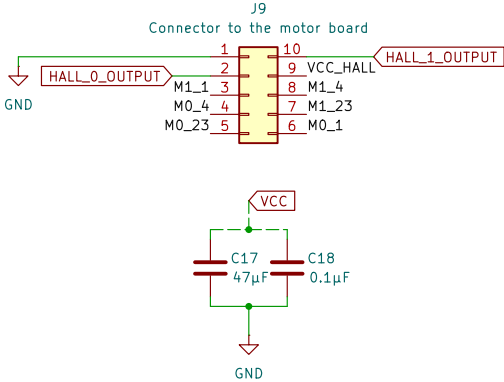 J9
Connector to the motor board
1 10 HALL_1_OUTPUT
HALL_0_OUTPUT 2 9 VCC_HALL
M1_1 3 8 M1_4
GND
M0_4 4 7 M1_23
M0_23 5 6 M0_1
VCC
C17 C18
47µF 0.1µF
GND